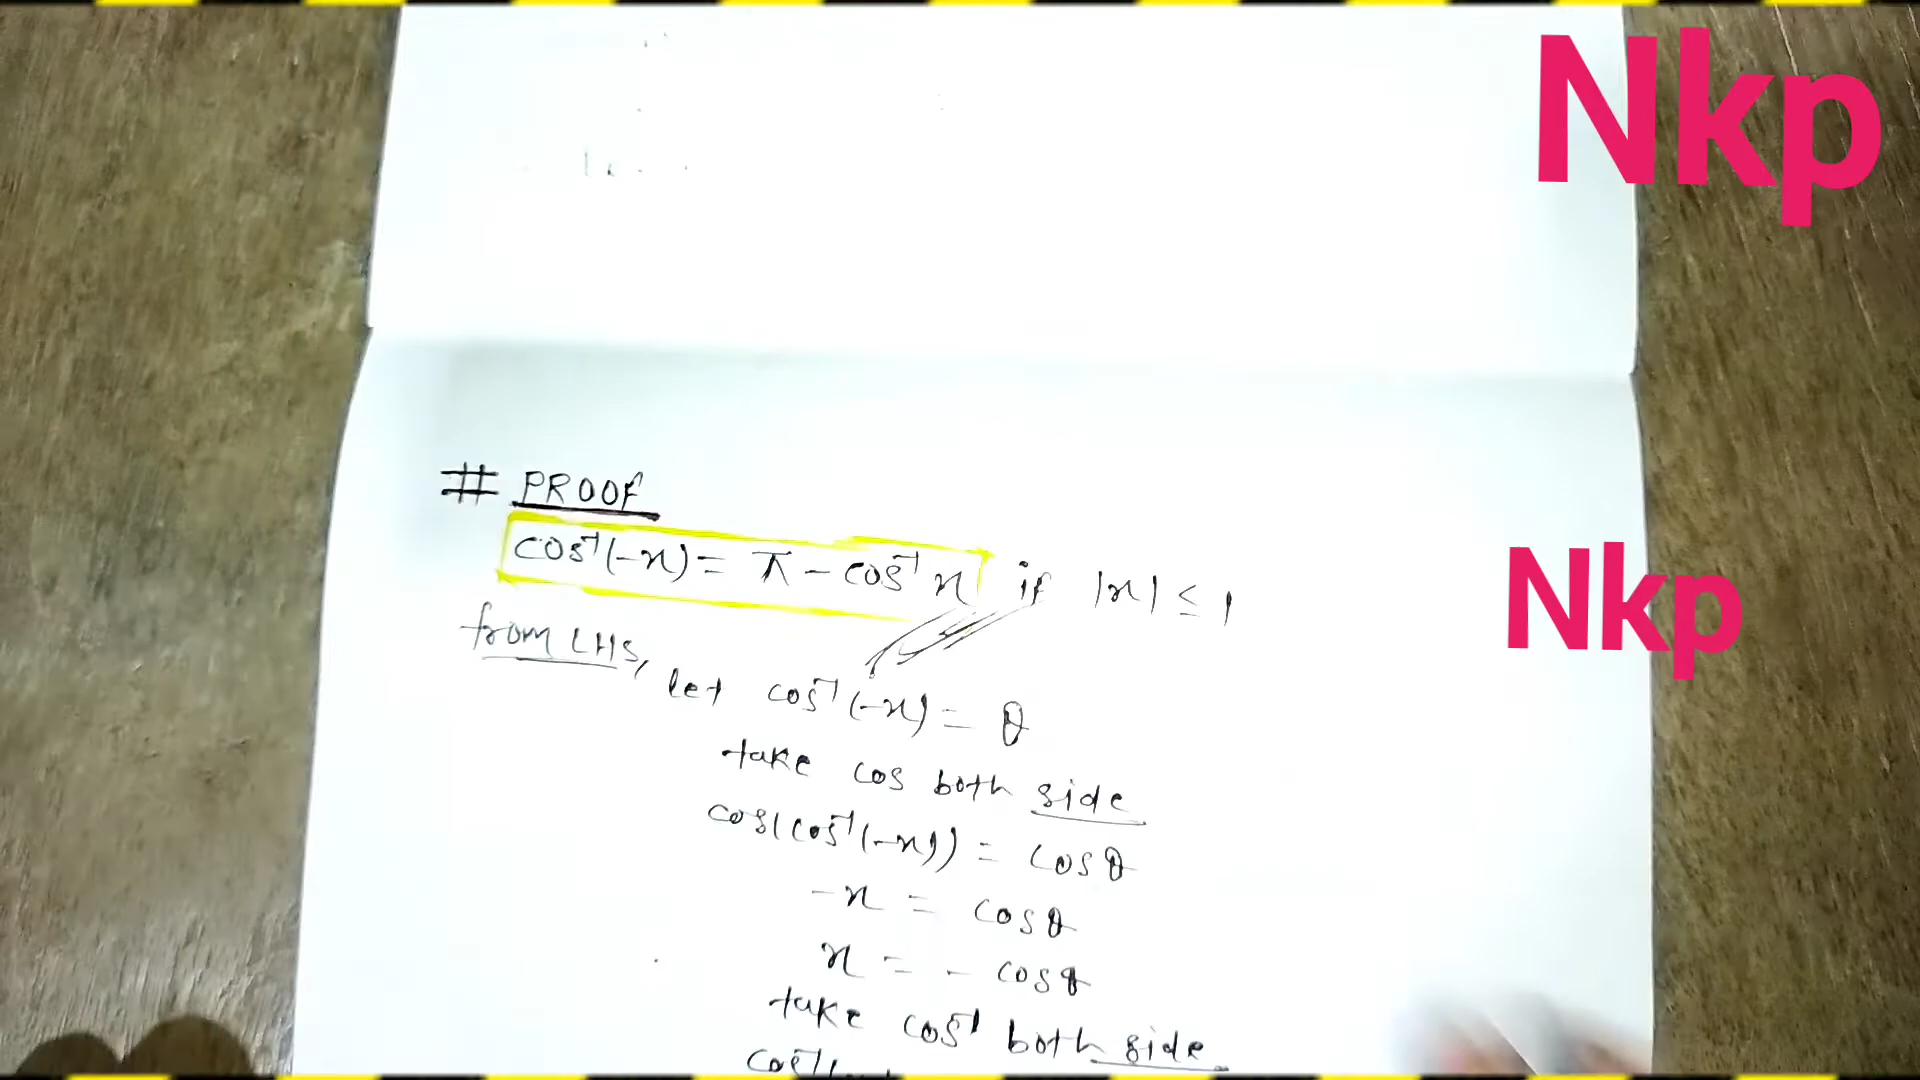 Nkp
# PROOF
cos⁻¹(-x) = π - cos⁻¹ x if |x| ≤ 1
Nkp
from LHS,
let cos⁻¹(-x) = θ
take cos both side
cos(cos⁻¹(-x)) = cosθ
-x = cosθ
x = - cosθ
take cos⁻¹ both side